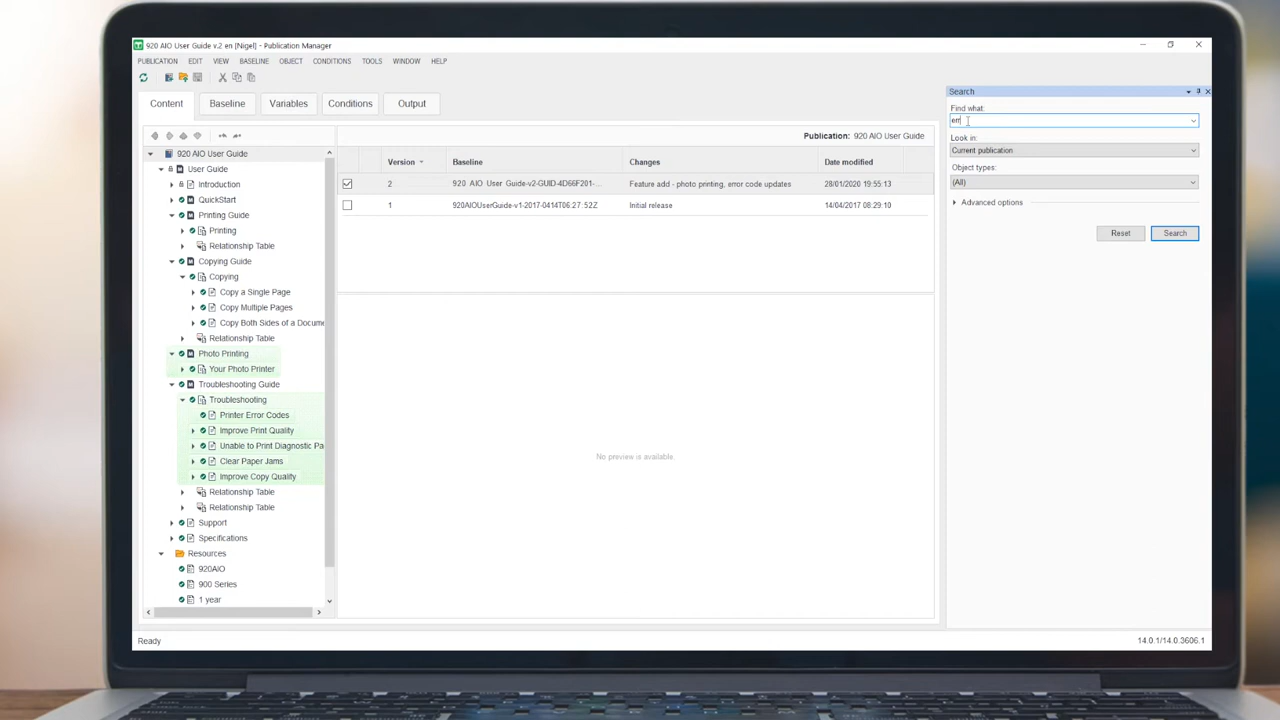 920 AIO User Guide v.2 en [Nigel] - Publication Manager
PUBLICATION EDIT VIEW BASELINE OBJECT CONDITIONS TOOLS WINDOW HELP
Content Baseline Variables Conditions Output
Publication: 920 AIO User Guide
920 AIO User Guide
User Guide
Introduction
QuickStart
Printing Guide
Printing
Relationship Table
Copying Guide
Copying
Copy a Single Page
Copy Multiple Pages
Copy Both Sides of a Docume
Relationship Table
Photo Printing
Your Photo Printer
Troubleshooting Guide
Troubleshooting
Printer Error Codes
Improve Print Quality
Unable to Print Diagnostic Pa
Clear Paper Jams
Improve Copy Quality
Relationship Table
Relationship Table
Support
Specifications
Resources
920AIO
900 Series
1 year
Version Baseline Changes Date modified
2 920 AIO User Guide-v2-GUID-4D66F201-... Feature add - photo printing, error code updates 28/01/2020 19:55:13
1 920AIOUserGuide-v1-2017-0414T06:27:52Z Initial release 14/04/2017 08:29:10
No preview is available.
Search
Find what:
err
Look in:
Current publication
Object types:
(All)
Advanced options
Reset Search
Ready
14.0.1/14.0.3606.1